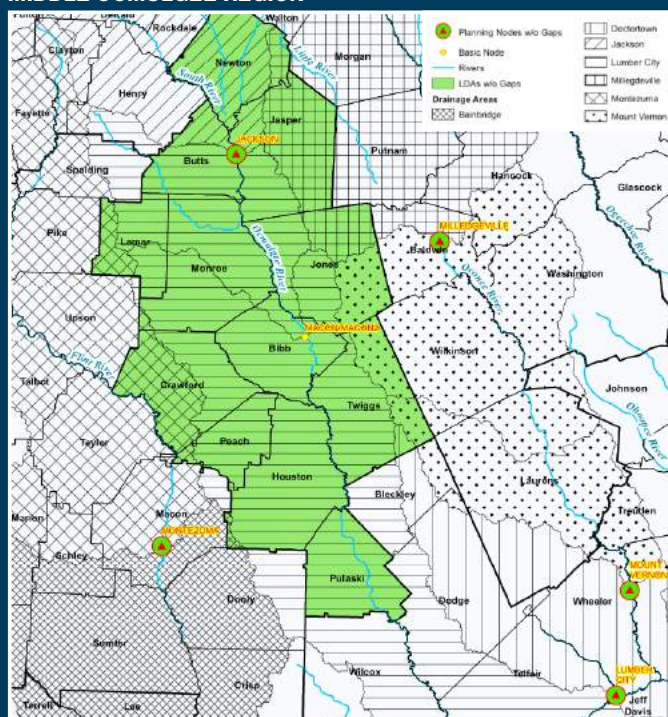 MIDDLE OCMULGEE REGION
Planning Nodes w/o Gaps
Basic Node
Rivers
LDAs w/o Gaps
Drainage Areas
Bainbridge
Doctortown
Jackson
Lumber City
Milledgeville
Montezuma
Mount Vernon
Rockdale
Walton
Clayton
Newton
Morgan
Little River
South River
Henry
Fayette
Jasper
JACKSON
Putnam
Butts
Spalding
Hancock
Glascock
Ogeechee River
Pike
MILLEDGEVILLE
Lamar
Baldwin
Ocmulgee River
Oconee River
Monroe
Jones
Washington
Upson
MACON/MACON2
Bibb
Wilkinson
Flint River
Talbot
Crawford
Johnson
Twiggs
Ohoopee River
Taylor
Peach
Houston
Laurens
Bleckley
Macon
Treutlen
Marion
MONTEZUMA
Schley
MOUNT
VERNON
Pulaski
Dooly
Dodge
Wheeler
Sumter
Wilcox
Telfair
LUMBER
CITY
Crisp
Jeff
Davis
Terrell
Lee